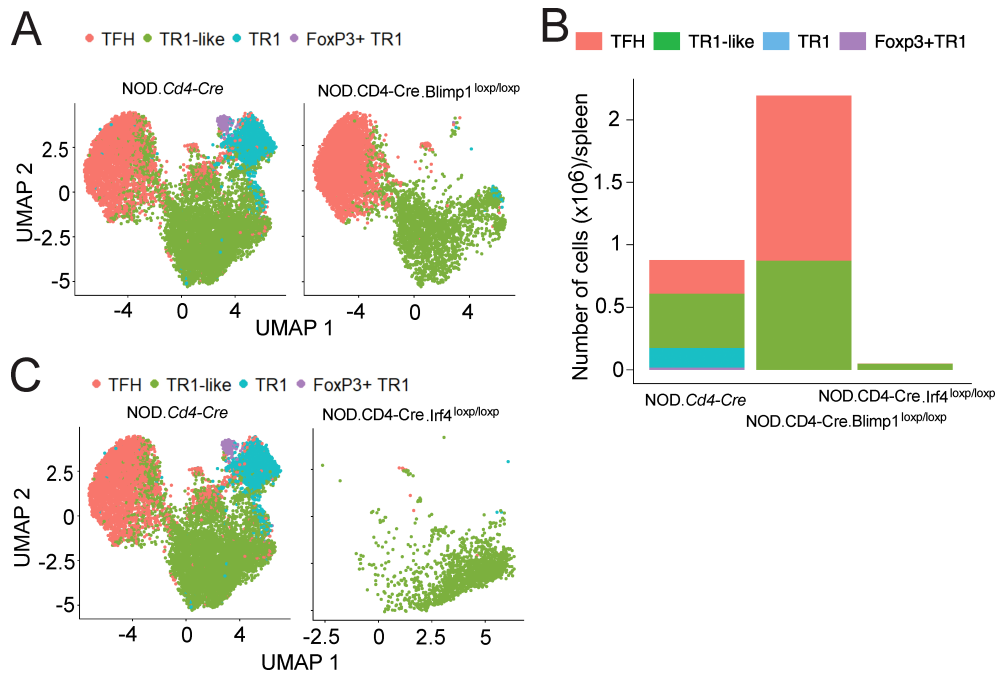 A
TFH TR1-like TR1 FoxP3+ TR1
NOD.Cd4-Cre
NOD.CD4-Cre.Blimp1loxp/loxp
UMAP 2
2.5
0
-2.5
-5
-4 0 4
-4 0 4
UMAP 1
B
TFH TR1-like TR1 Foxp3+TR1
Number of cells (x10⁶)/spleen
2
1.5
1
0.5
0
NOD.Cd4-Cre
NOD.CD4-Cre.Irf4loxp/loxp
NOD.CD4-Cre.Blimp1loxp/loxp
C
TFH TR1-like TR1 FoxP3+ TR1
NOD.Cd4-Cre
NOD.CD4-Cre.Irf4loxp/loxp
UMAP 2
2.5
0
-2.5
-5
-4 0 4
-2.5 0 2.5 5
UMAP 1